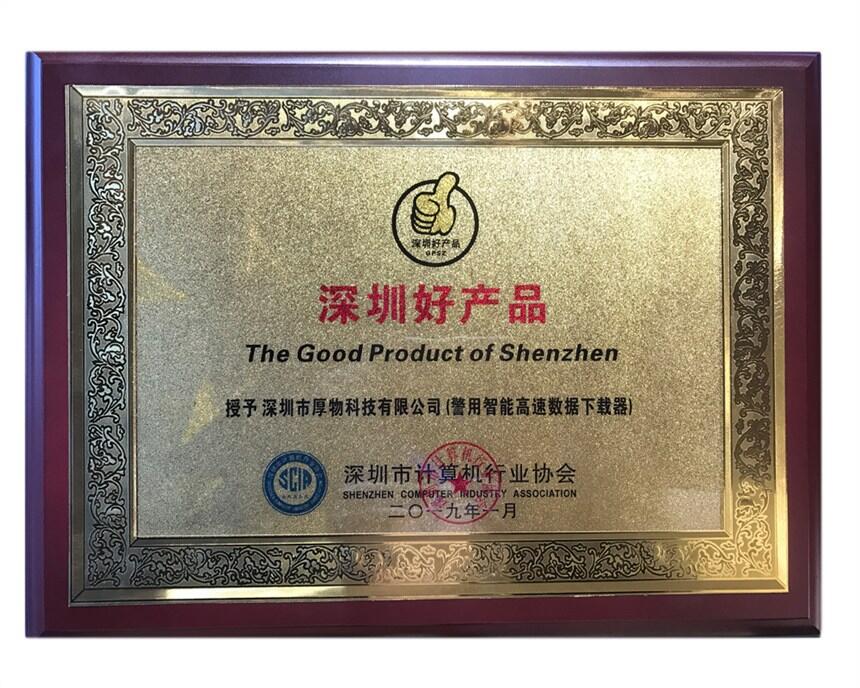 深圳好产品
GPSZ
深圳好产品
The Good Product of Shenzhen
授予 深圳市厚物科技有限公司(警用智能高速数据下载器)
SCIA
深圳市计算机行业协会
SHENZHEN COMPUTER INDUSTRY ASSOCIATION
二〇一九年一月